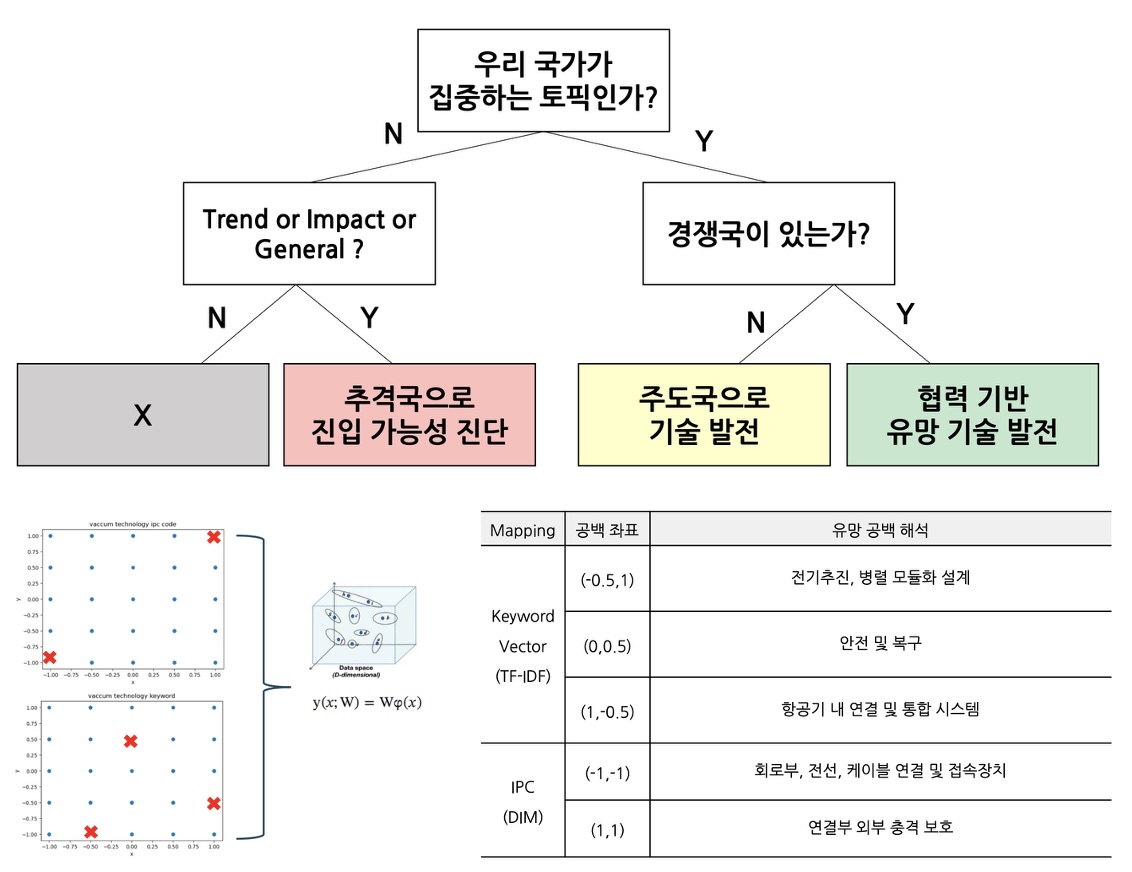 우리 국가가
집중하는 토픽인가?
N
Y
Trend or Impact or
General ?
경쟁국이 있는가?
N
Y
N
Y
X
추격국으로
진입 가능성 진단
주도국으로
기술 발전
협력 기반
유망 기술 발전
vaccum technology ipc code
1.00
0.75
0.50
0.25
0.00
−0.25
−0.50
−0.75
−1.00
y
−1.00 −0.75 −0.50 −0.25 0.00 0.25 0.50 0.75 1.00
x
vaccum technology keyword
1.00
0.75
0.50
0.25
0.00
−0.25
−0.50
−0.75
−1.00
y
−1.00 −0.75 −0.50 −0.25 0.00 0.25 0.50 0.75 1.00
x
Data space
(D-dimensional)
y(x;W) = Wφ(x)
Mapping 공백 좌표 유망 공백 해석
Keyword
Vector
(TF-IDF)
(-0.5,1) 전기추진, 병렬 모듈화 설계
(0,0.5) 안전 및 복구
(1,-0.5) 항공기 내 연결 및 통합 시스템
IPC
(DIM)
(-1,-1) 회로부, 전선, 케이블 연결 및 접속장치
(1,1) 연결부 외부 충격 보호